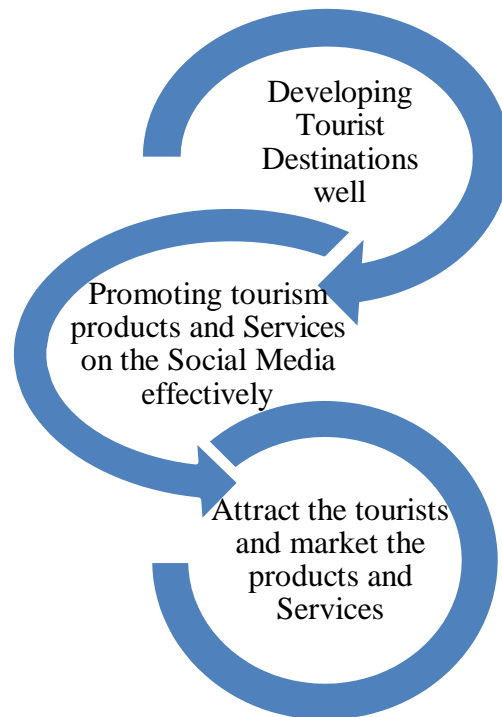 Developing
Tourist
Destinations
well
Promoting tourism
products and Services
on the Social Media
effectively
Attract the tourists
and market the
products and
Services